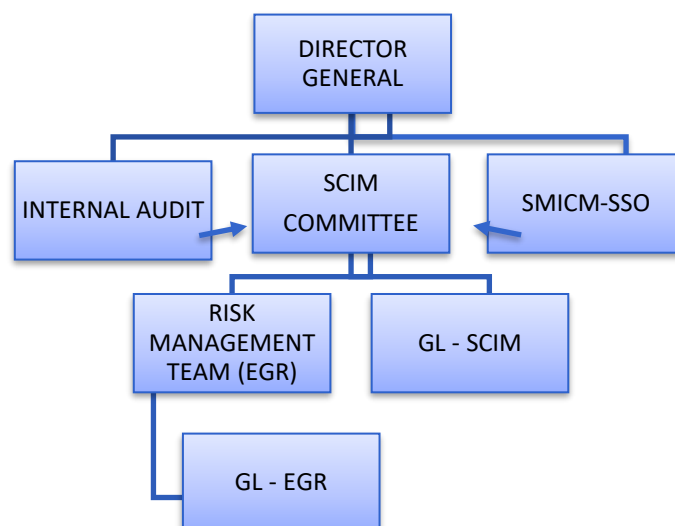 DIRECTOR
GENERAL
INTERNAL AUDIT
SCIM
COMMITTEE
SMICM-SSO
RISK
MANAGEMENT
TEAM (EGR)
GL - SCIM
GL - EGR